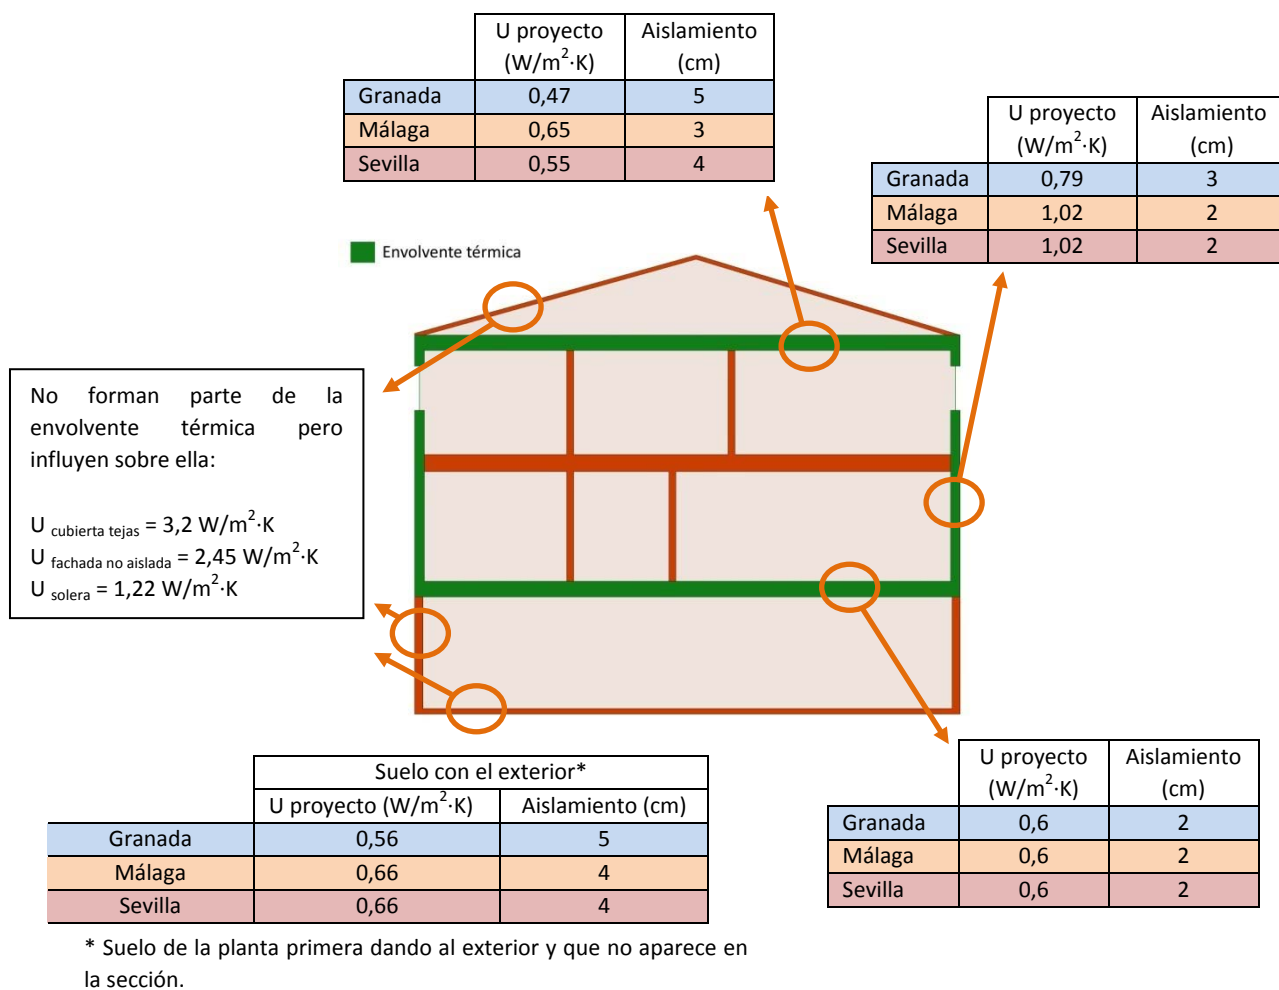 U proyecto (W/m²·K) Aislamiento (cm)
Granada 0,47 5
Málaga 0,65 3
Sevilla 0,55 4
U proyecto (W/m²·K) Aislamiento (cm)
Granada 0,79 3
Málaga 1,02 2
Sevilla 1,02 2
Envolvente térmica
No forman parte de la
envolvente térmica pero
influyen sobre ella:
U cubierta tejas = 3,2 W/m²·K
U fachada no aislada = 2,45 W/m²·K
U solera = 1,22 W/m²·K
Suelo con el exterior*
U proyecto (W/m²·K) Aislamiento (cm)
Granada 0,56 5
Málaga 0,66 4
Sevilla 0,66 4
U proyecto (W/m²·K) Aislamiento (cm)
Granada 0,6 2
Málaga 0,6 2
Sevilla 0,6 2
* Suelo de la planta primera dando al exterior y que no aparece en
la sección.